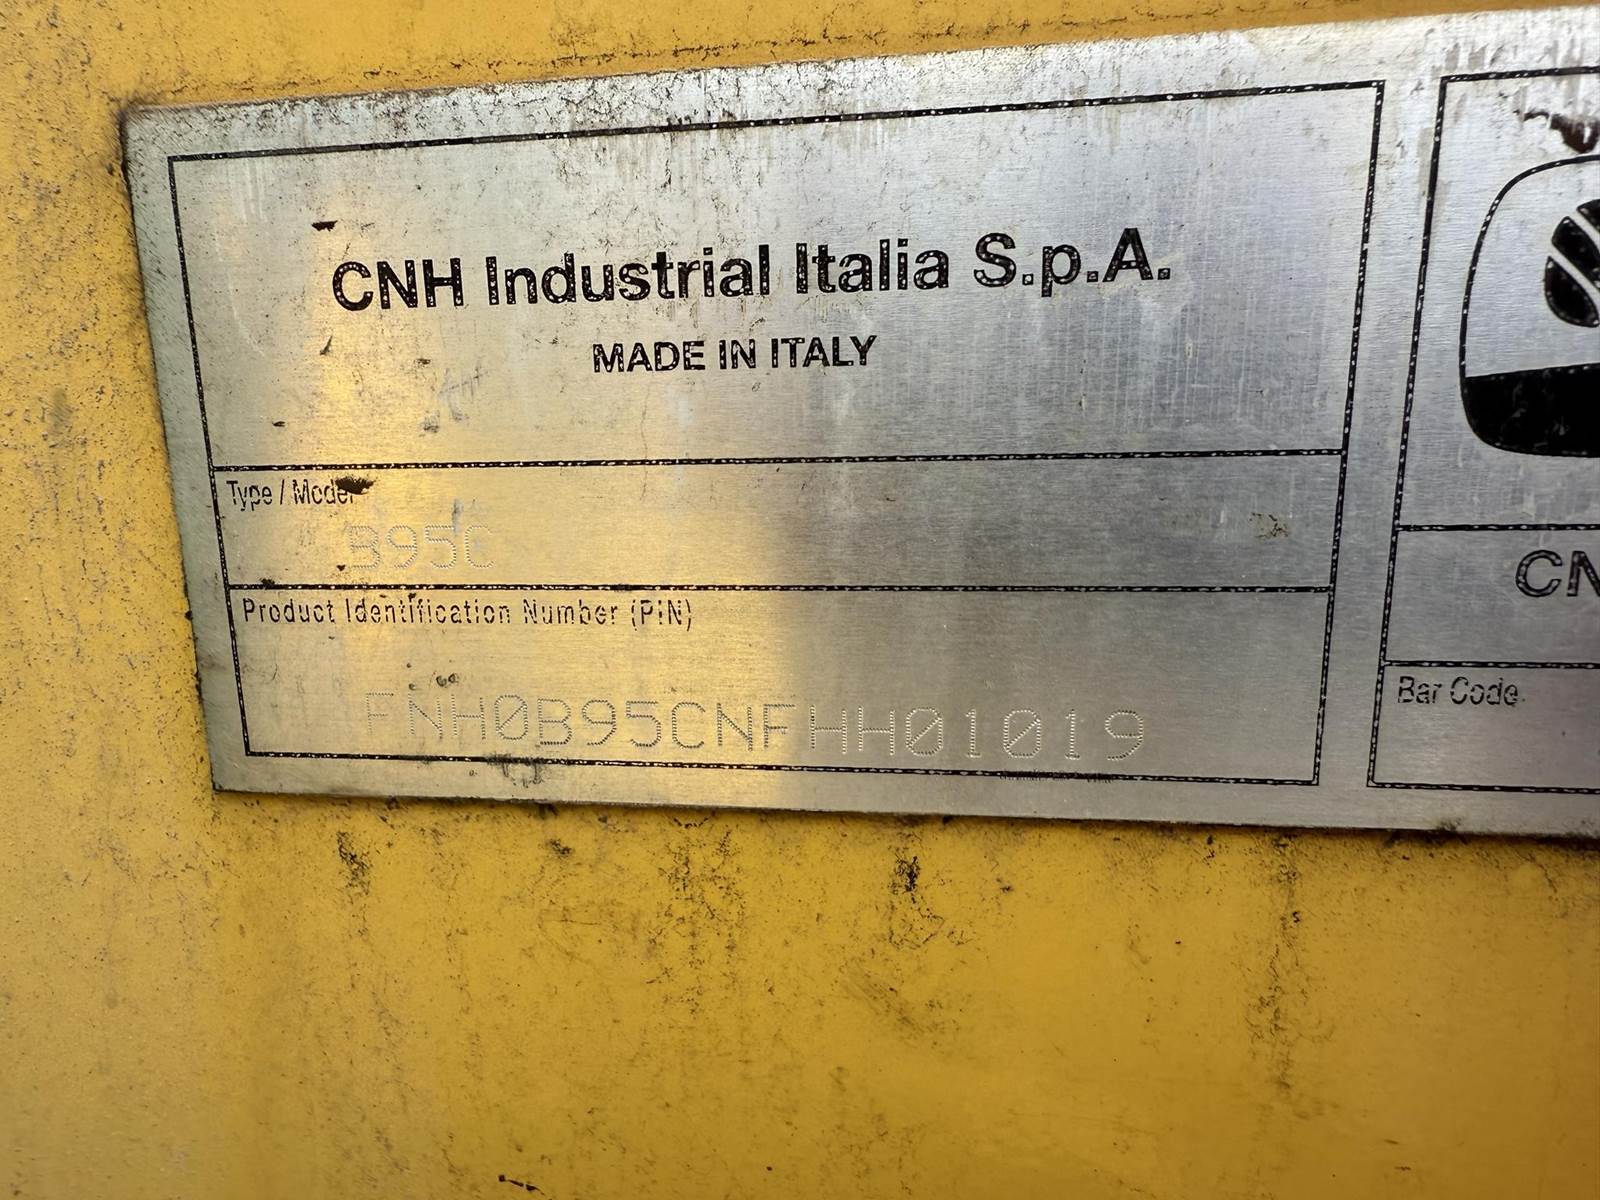 CNH Industrial Italia S.p.A.
MADE IN ITALY
Type / Model
B95C
Product Identification Number (PIN)
FNH0B95CNFHH01019
CN
Bar Code